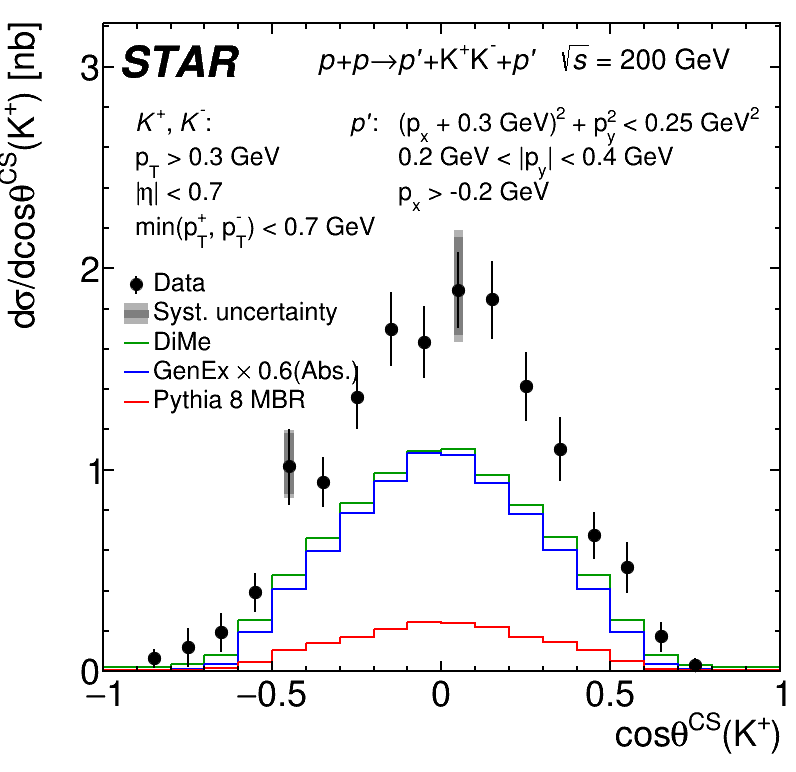 STAR p+p→p′+K⁺K⁻+p′ √s = 200 GeV
K⁺, K⁻: p′: (pₓ + 0.3 GeV)² + p_y² < 0.25 GeV²
p_T > 0.3 GeV 0.2 GeV < |p_y| < 0.4 GeV
|η| < 0.7 pₓ > -0.2 GeV
min(p_T⁺, p_T⁻) < 0.7 GeV
Data
Syst. uncertainty
DiMe
GenEx × 0.6(Abs.)
Pythia 8 MBR
dσ/dcosθ^CS(K⁺) [nb]
3
2
1
0
−1 −0.5 0 0.5 1
cosθ^CS(K⁺)